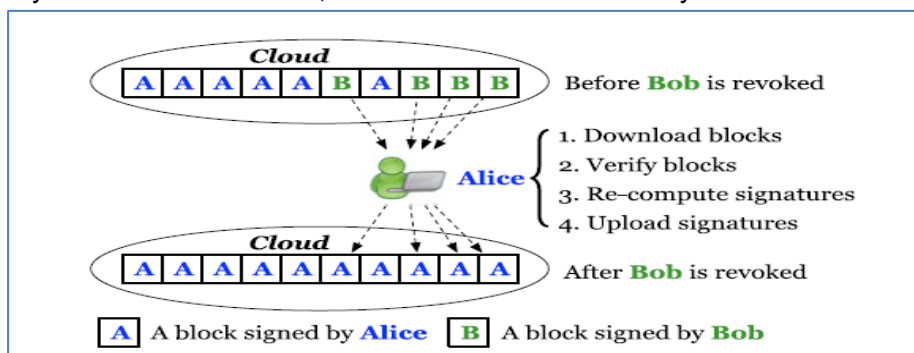 Cloud
A A A A A B A B B B
Before Bob is revoked
Alice
1. Download blocks
2. Verify blocks
3. Re-compute signatures
4. Upload signatures
Cloud
A A A A A A A A A A
After Bob is revoked
A A block signed by Alice B A block signed by Bob